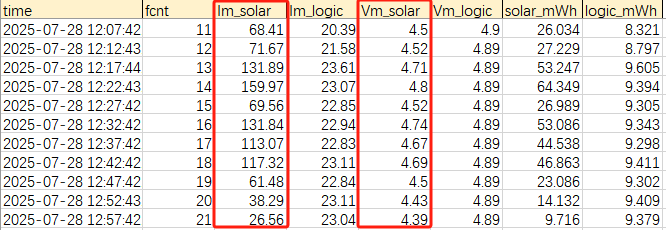 time fcnt Im_solar Im_logic Vm_solar Vm_logic solar_mWh logic_mWh
2025-07-28 12:07:42 11 68.41 20.39 4.5 4.9 26.034 8.321
2025-07-28 12:12:43 12 71.67 21.58 4.52 4.89 27.229 8.797
2025-07-28 12:17:44 13 131.89 23.61 4.71 4.89 53.247 9.605
2025-07-28 12:22:43 14 159.97 23.07 4.8 4.89 64.349 9.394
2025-07-28 12:27:42 15 69.56 22.85 4.52 4.89 26.989 9.305
2025-07-28 12:32:42 16 131.84 22.94 4.74 4.89 53.086 9.343
2025-07-28 12:37:42 17 113.07 22.83 4.67 4.89 44.538 9.298
2025-07-28 12:42:42 18 117.32 23.11 4.69 4.89 46.863 9.411
2025-07-28 12:47:42 19 61.48 22.84 4.5 4.89 23.086 9.302
2025-07-28 12:52:43 20 38.29 23.11 4.43 4.89 14.132 9.409
2025-07-28 12:57:42 21 26.56 23.04 4.39 4.89 9.716 9.379